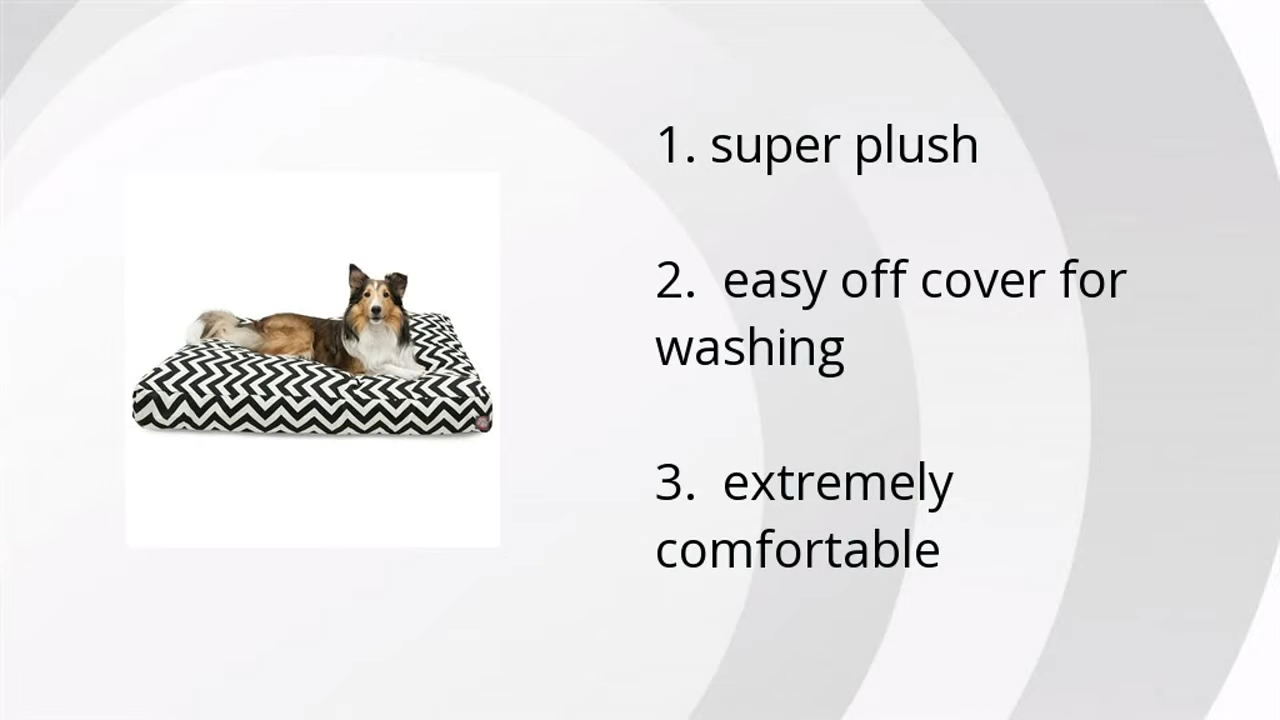 1. super plush
2.  easy off cover for
washing
3.  extremely
comfortable